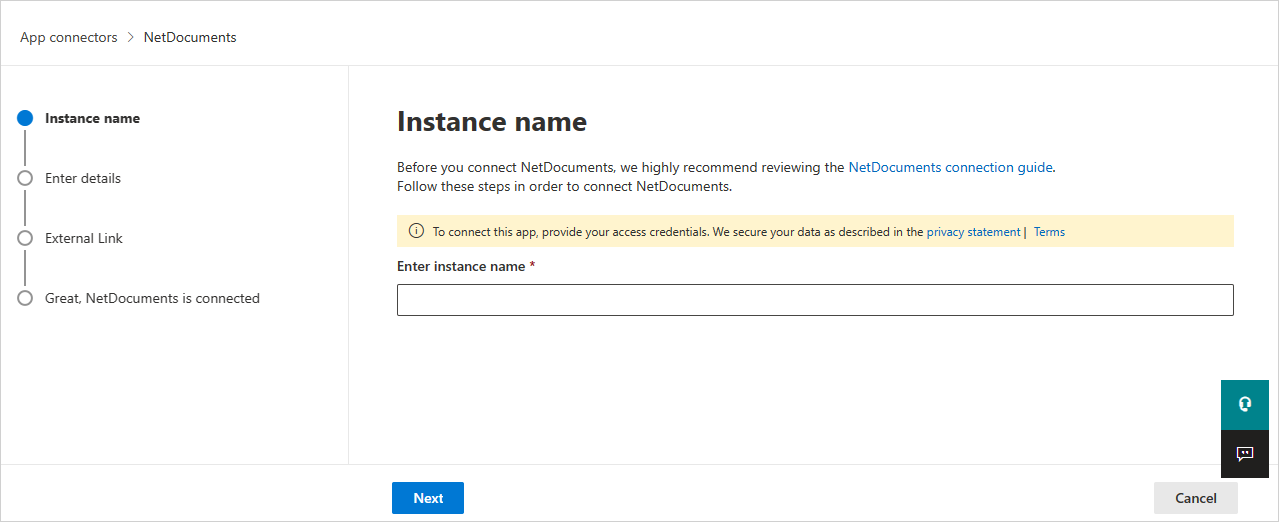 App connectors > NetDocuments
Instance name
Enter details
External Link
Great, NetDocuments is connected
Instance name
Before you connect NetDocuments, we highly recommend reviewing the NetDocuments connection guide.
Follow these steps in order to connect NetDocuments.
To connect this app, provide your access credentials. We secure your data as described in the privacy statement | Terms
Enter instance name *
Next
Cancel